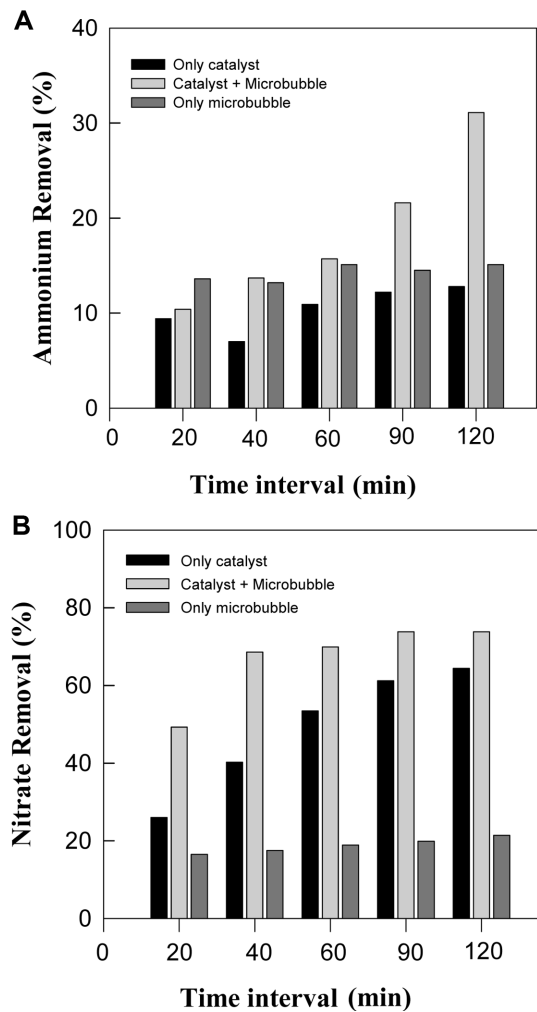 A
40
30
20
10
0
Ammonium Removal (%)
Only catalyst
Catalyst + Microbubble
Only microbubble
0 20 40 60 90 120
Time interval (min)
B
100
80
60
40
20
0
Nitrate Removal (%)
Only catalyst
Catalyst + Microbubble
Only microbubble
0 20 40 60 90 120
Time interval (min)